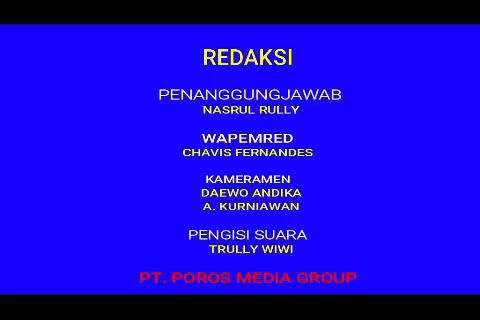 REDAKSI
PENANGGUNGJAWAB
NASRUL RULLY
WAPEMRED
CHAVIS FERNANDES
KAMERAMEN
DAEWO ANDIKA
A. KURNIAWAN
PENGISI SUARA
TRULLY WIWI
PT. POROS MEDIA GROUP